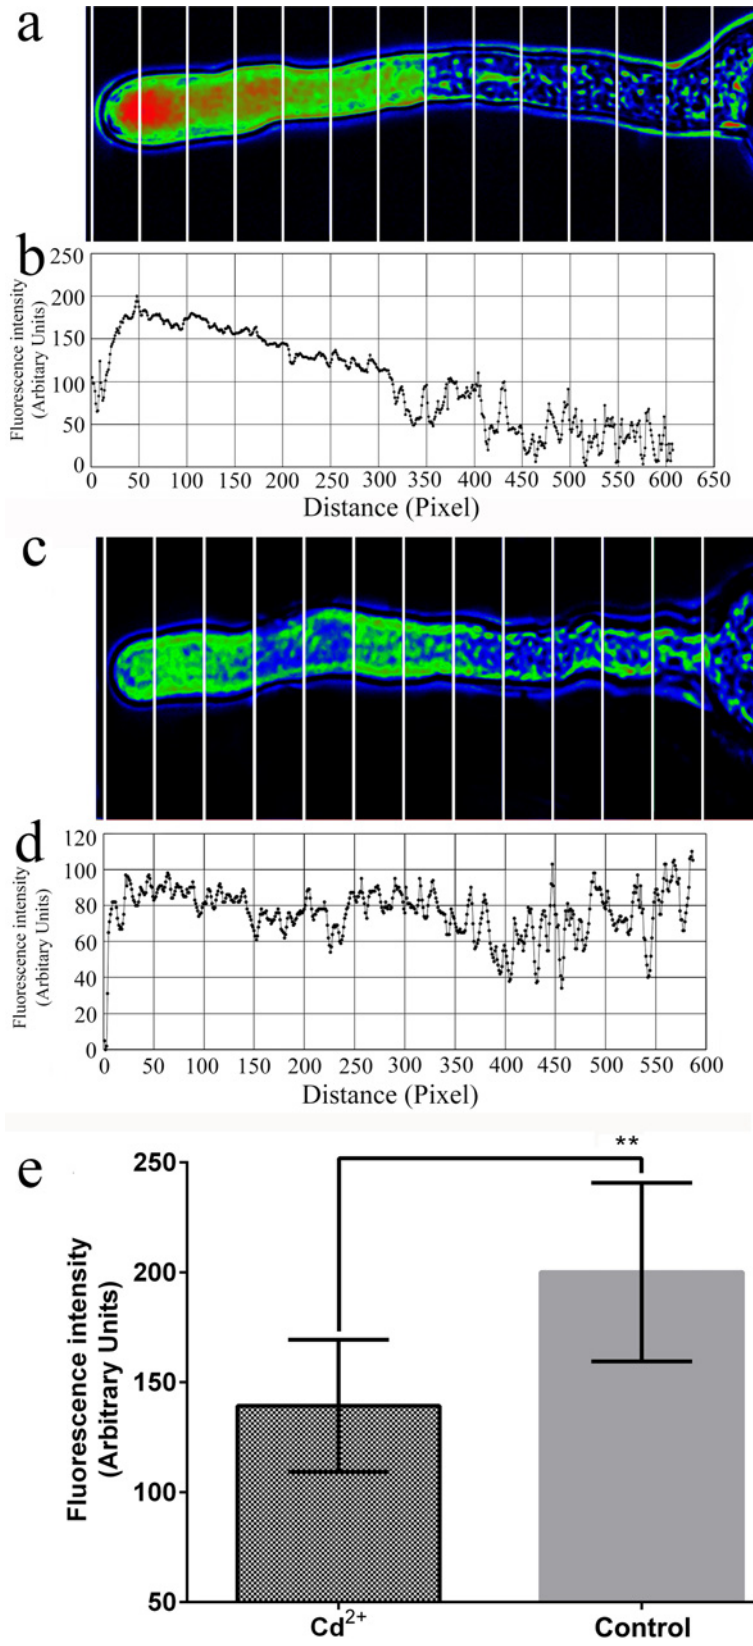 a
b
Fluorescence intensity
(Arbitary Units)
250
200
150
100
50
0
0 50 100 150 200 250 300 350 400 450 500 550 600 650
Distance (Pixel)
c
d
Fluorescence intensity
(Arbitary Units)
120
100
80
60
40
20
0
0 50 100 150 200 250 300 350 400 450 500 550 600
Distance (Pixel)
e
**
Fluorescence intensity
(Arbitrary Units)
250
200
150
100
50
Cd²⁺ Control